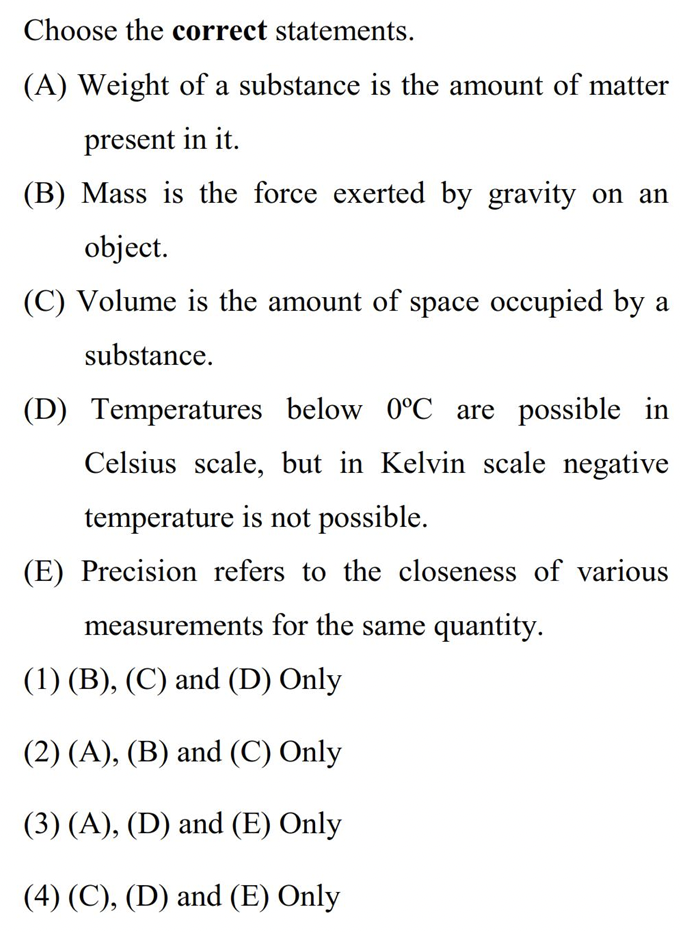 Choose the correct statements.
(A) Weight of a substance is the amount of matter
present in it.
(B) Mass is the force exerted by gravity on an
object.
(C) Volume is the amount of space occupied by a
substance.
(D) Temperatures below 0ºC are possible in
Celsius scale, but in Kelvin scale negative
temperature is not possible.
(E) Precision refers to the closeness of various
measurements for the same quantity.
(1) (B), (C) and (D) Only
(2) (A), (B) and (C) Only
(3) (A), (D) and (E) Only
(4) (C), (D) and (E) Only